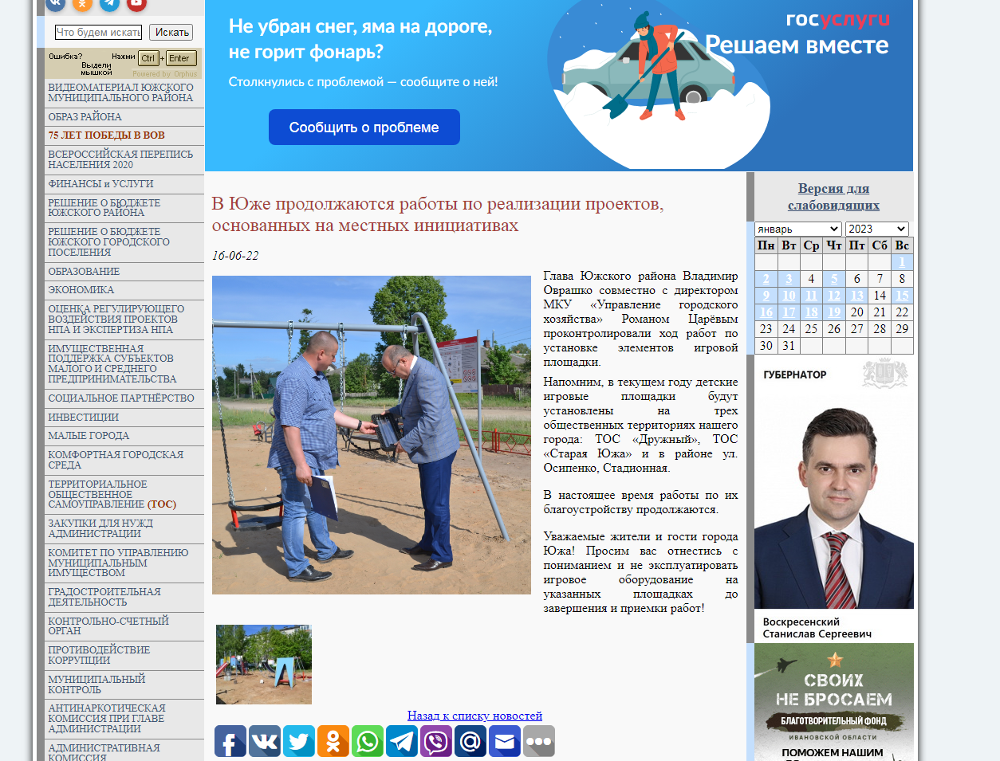 Что будем искать
Искать
Ошибка?
Выдели
мышкой
Нажми Ctrl + Enter
Powered by Orphus
ВИДЕОМАТЕРИАЛ ЮЖСКОГО
МУНИЦИПАЛЬНОГО РАЙОНА
ОБРАЗ РАЙОНА
75 ЛЕТ ПОБЕДЫ В ВОВ
ВСЕРОССИЙСКАЯ ПЕРЕПИСЬ
НАСЕЛЕНИЯ 2020
ФИНАНСЫ и УСЛУГИ
РЕШЕНИЕ О БЮДЖЕТЕ
ЮЖСКОГО РАЙОНА
РЕШЕНИЕ О БЮДЖЕТЕ
ЮЖСКОГО ГОРОДСКОГО
ПОСЕЛЕНИЯ
ОБРАЗОВАНИЕ
ЭКОНОМИКА
ОЦЕНКА РЕГУЛИРУЮЩЕГО
ВОЗДЕЙСТВИЯ ПРОЕКТОВ
НПА И ЭКСПЕРТИЗА НПА
ИМУЩЕСТВЕННАЯ
ПОДДЕРЖКА СУБЪЕКТОВ
МАЛОГО И СРЕДНЕГО
ПРЕДПРИНИМАТЕЛЬСТВА
СОЦИАЛЬНОЕ ПАРТНЁРСТВО
ИНВЕСТИЦИИ
МАЛЫЕ ГОРОДА
КОМФОРТНАЯ ГОРОДСКАЯ
СРЕДА
ТЕРРИТОРИАЛЬНОЕ
ОБЩЕСТВЕННОЕ
САМОУПРАВЛЕНИЕ (ТОС)
ЗАКУПКИ ДЛЯ НУЖД
АДМИНИСТРАЦИИ
КОМИТЕТ ПО УПРАВЛЕНИЮ
МУНИЦИПАЛЬНЫМ
ИМУЩЕСТВОМ
ГРАДОСТРОИТЕЛЬНАЯ
ДЕЯТЕЛЬНОСТЬ
КОНТРОЛЬНО-СЧЕТНЫЙ
ОРГАН
ПРОТИВОДЕЙСТВИЕ
КОРРУПЦИИ
МУНИЦИПАЛЬНЫЙ
КОНТРОЛЬ
АНТИНАРКОТИЧЕСКАЯ
КОМИССИЯ ПРИ ГЛАВЕ
АДМИНИСТРАЦИИ
АДМИНИСТРАТИВНАЯ
КОМИССИЯ
Не убран снег, яма на дороге,
не горит фонарь?
Столкнулись с проблемой — сообщите о ней!
Сообщить о проблеме
госуслуги
Решаем вместе
В Юже продолжаются работы по реализации проектов,
основанных на местных инициативах
16-06-22
Глава Южского района Владимир
Оврашко совместно с директором
МКУ «Управление городского
хозяйства» Романом Царёвым
проконтролировали ход работ по
установке элементов игровой
площадки.
Напомним, в текущем году детские
игровые площадки будут
установлены на трех
общественных территориях нашего
города: ТОС «Дружный», ТОС
«Старая Южа» и в районе ул.
Осипенко, Стадионная.
В настоящее время работы по их
благоустройству продолжаются.
Уважаемые жители и гости города
Южа! Просим вас отнестись с
пониманием и не эксплуатировать
игровое оборудование на
указанных площадках до
завершения и приемки работ!
Назад к списку новостей
Версия для
слабовидящих
январь 2023
Пн Вт Ср Чт Пт Сб Вс
1
2 3 4 5 6 7 8
9 10 11 12 13 14 15
16 17 18 19 20 21 22
23 24 25 26 27 28 29
30 31
ГУБЕРНАТОР
Воскресенский
Станислав Сергеевич
СВОИХ
НЕ БРОСАЕМ
БЛАГОТВОРИТЕЛЬНЫЙ ФОНД
ИВАНОВСКОЙ ОБЛАСТИ
ПОМОЖЕМ НАШИМ